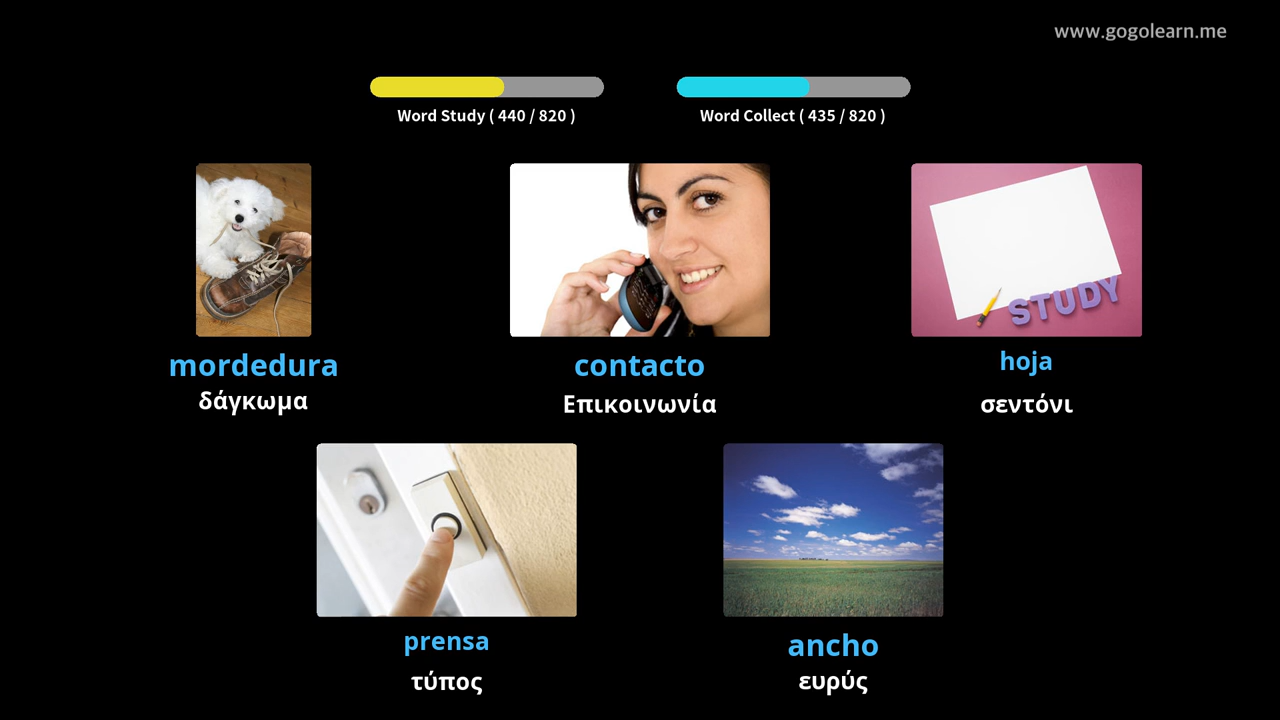 www.gogolearn.me
Word Study ( 440 / 820 )
Word Collect ( 435 / 820 )
STUDY
mordedura
δάγκωμα
contacto
Επικοινωνία
hoja
σεντόνι
prensa
τύπος
ancho
ευρύς